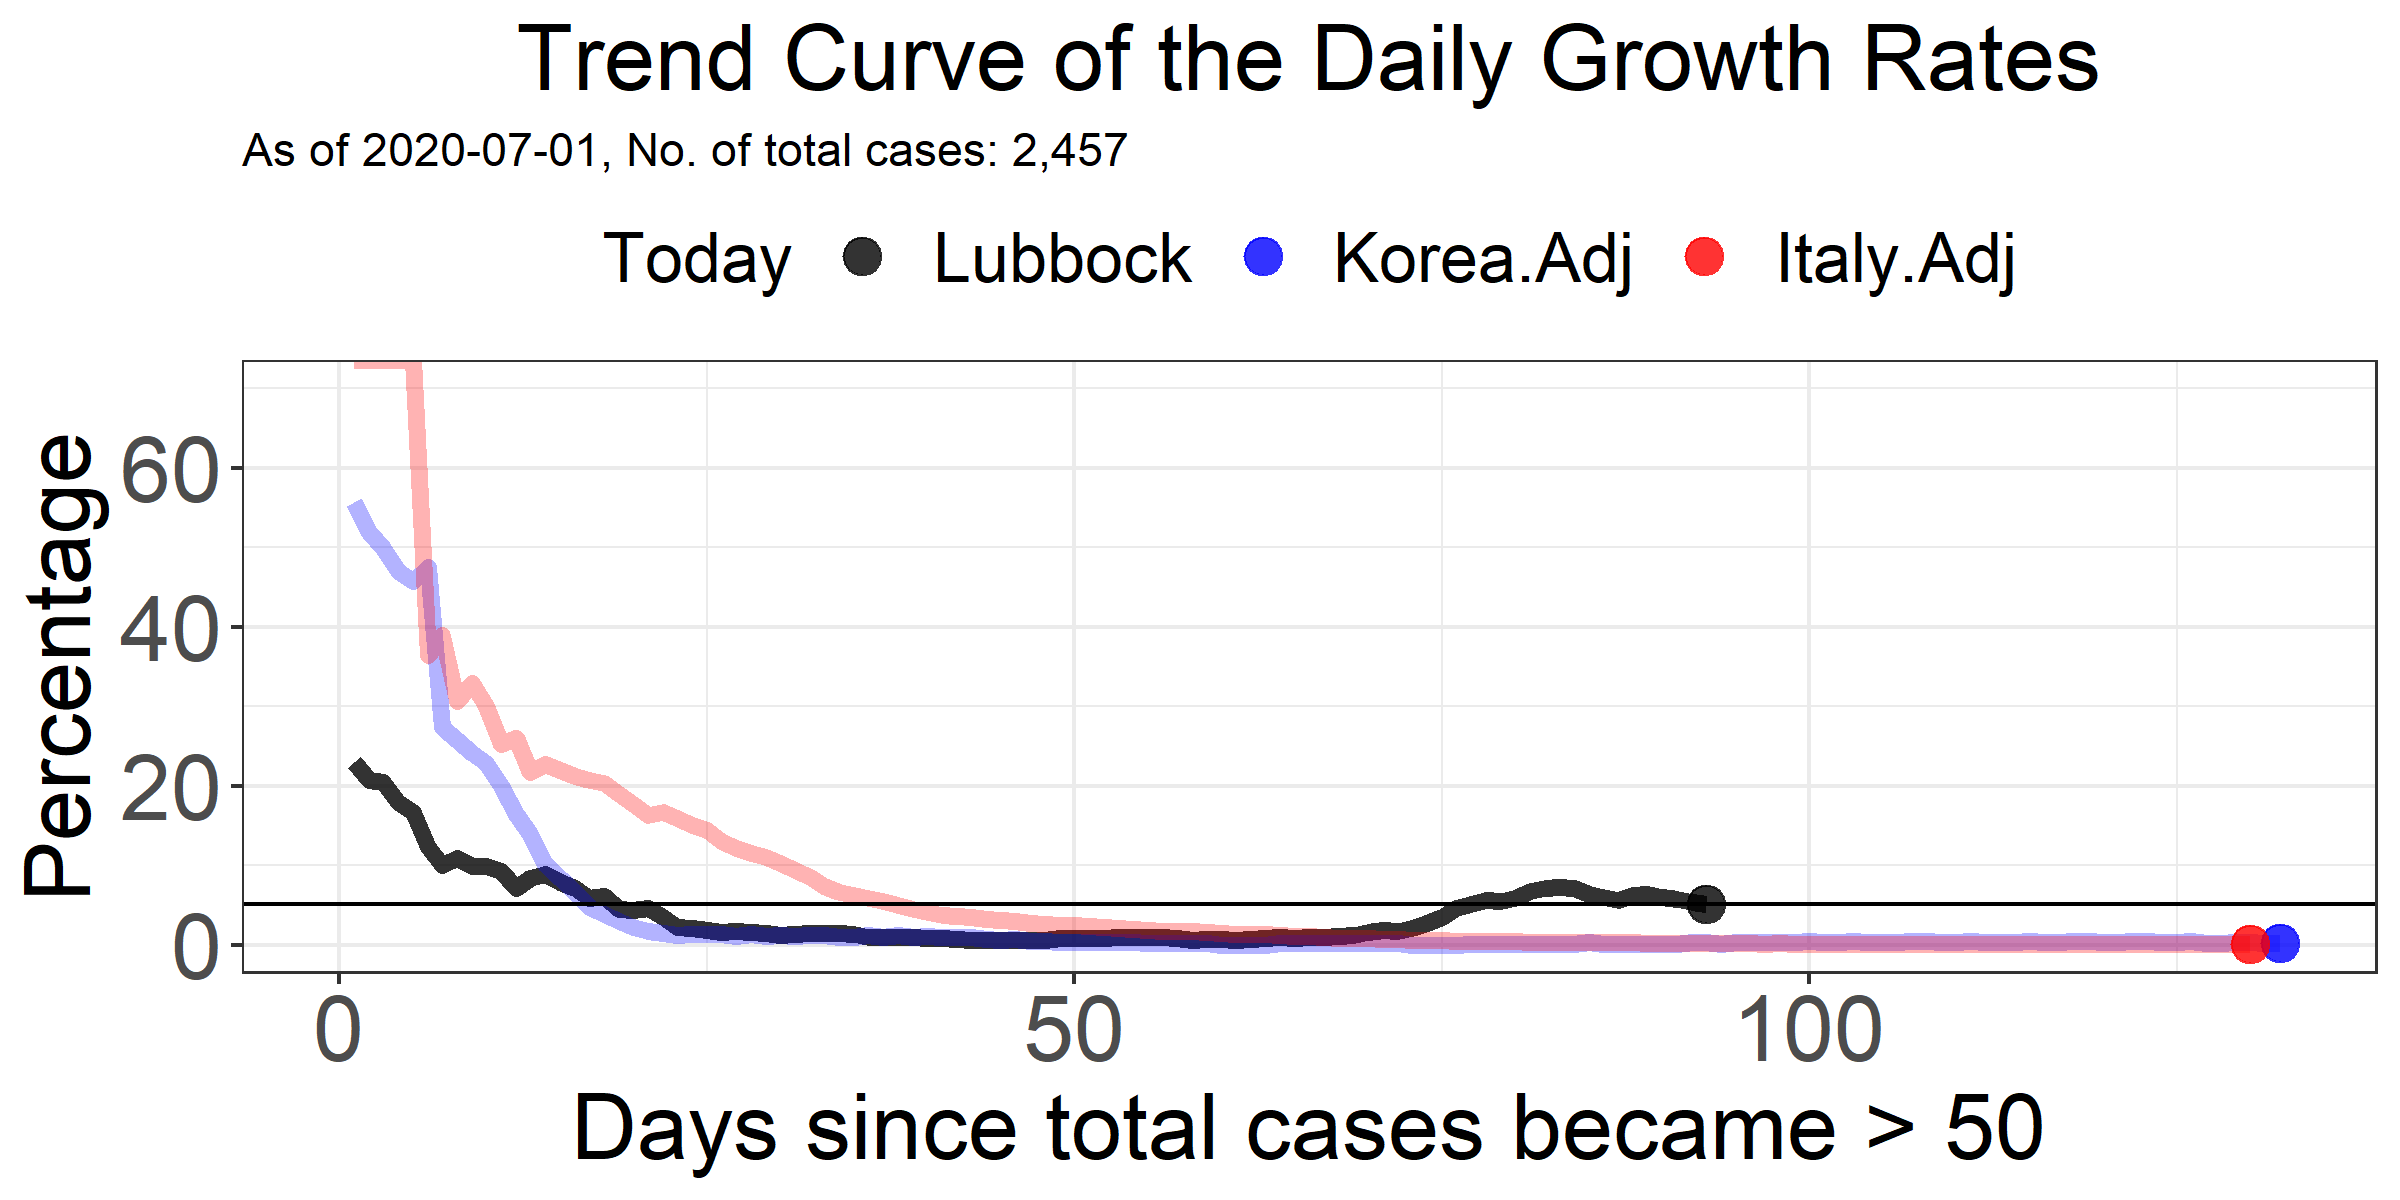 Trend Curve of the Daily Growth Rates
As of 2020-07-01, No. of total cases: 2,457
Today Lubbock Korea.Adj Italy.Adj
Percentage
60
40
20
0
0 50 100
Days since total cases became > 50